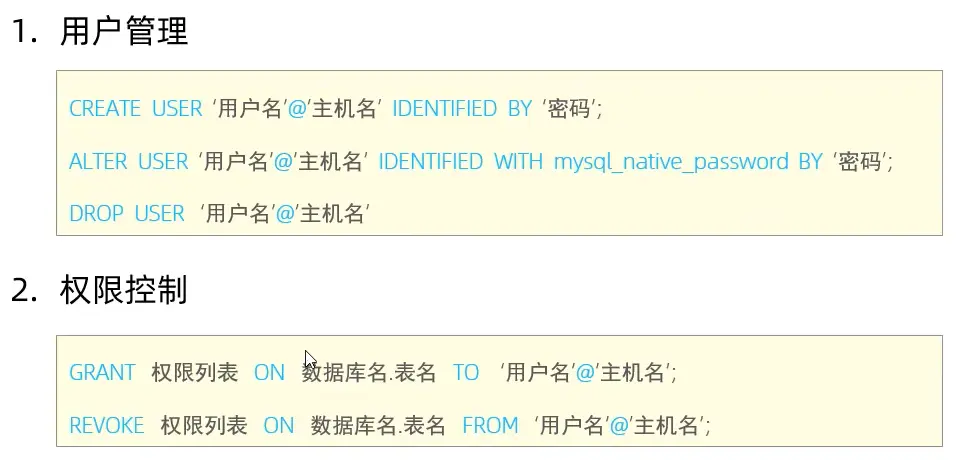 1. 用户管理
CREATE USER '用户名'@'主机名' IDENTIFIED BY '密码';
ALTER USER '用户名'@'主机名' IDENTIFIED WITH mysql_native_password BY '密码';
DROP USER '用户名'@'主机名'
2. 权限控制
GRANT 权限列表 ON 数据库名.表名 TO '用户名'@'主机名';
REVOKE 权限列表 ON 数据库名.表名 FROM '用户名'@'主机名';